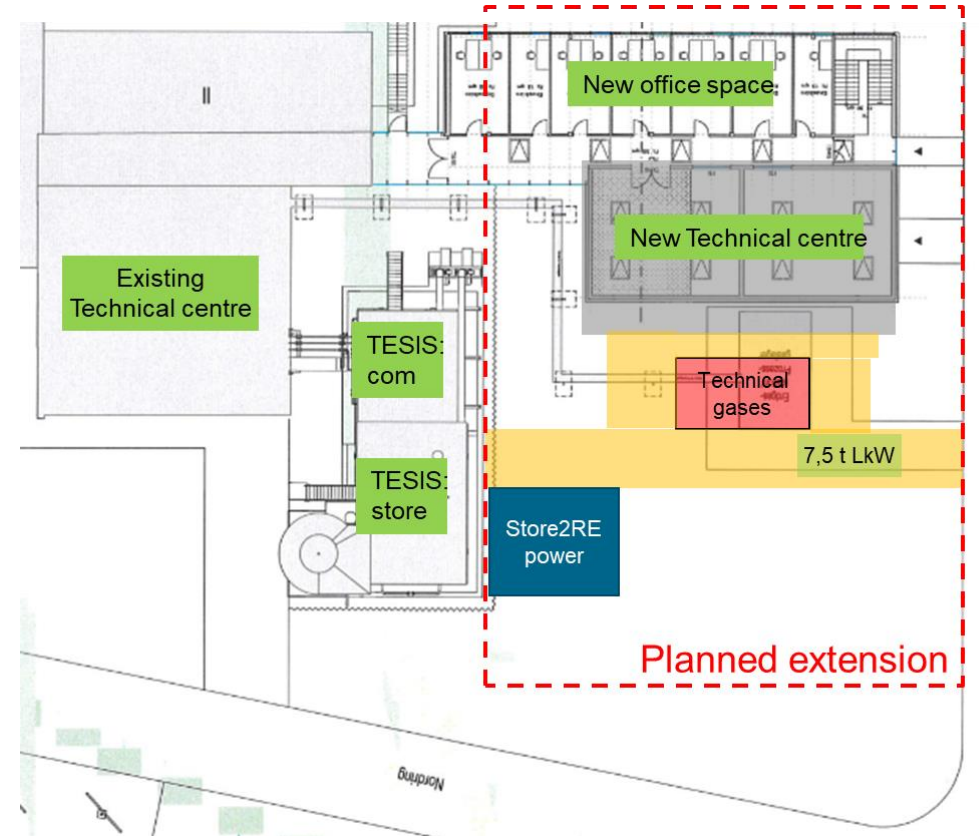 II
New office space
New Technical centre
Existing
Technical centre
TESIS:
com
Technical
gases
7,5 t LkW
TESIS:
store
Store2RE
power
Planned extension
Nordring